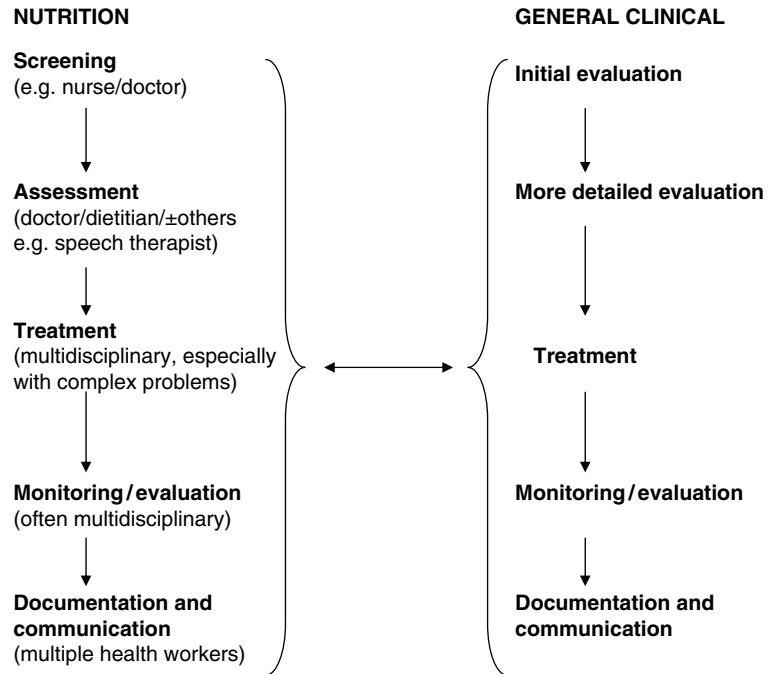 NUTRITION
Screening
(e.g. nurse/doctor)
Assessment
(doctor/dietitian/±others
e.g. speech therapist)
Treatment
(multidisciplinary, especially
with complex problems)
Monitoring/evaluation
(often multidisciplinary)
Documentation and
communication
(multiple health workers)
GENERAL CLINICAL
Initial evaluation
More detailed evaluation
Treatment
Monitoring/evaluation
Documentation and
communication